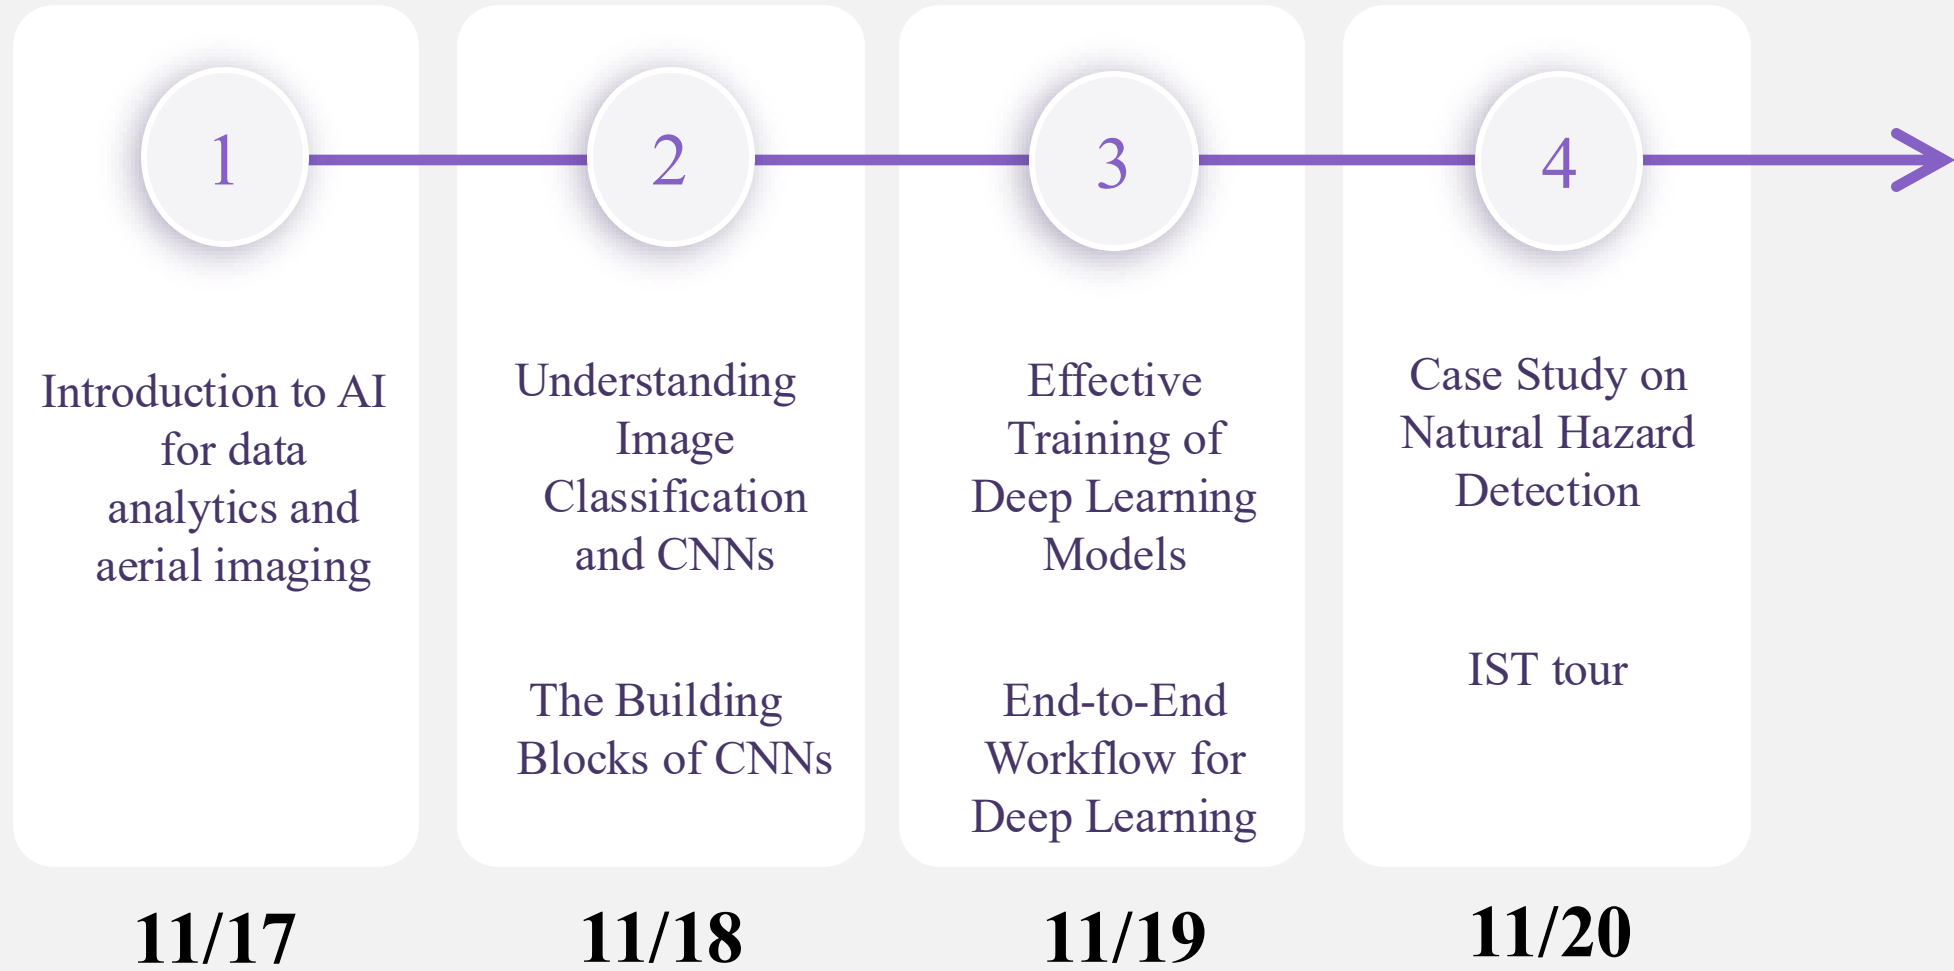 1
Introduction to AI
for data
analytics and
aerial imaging
11/17
2
Understanding
Image
Classification
and CNNs
The Building
Blocks of CNNs
11/18
3
Effective
Training of
Deep Learning
Models
End-to-End
Workflow for
Deep Learning
11/19
4
Case Study on
Natural Hazard
Detection
IST tour
11/20